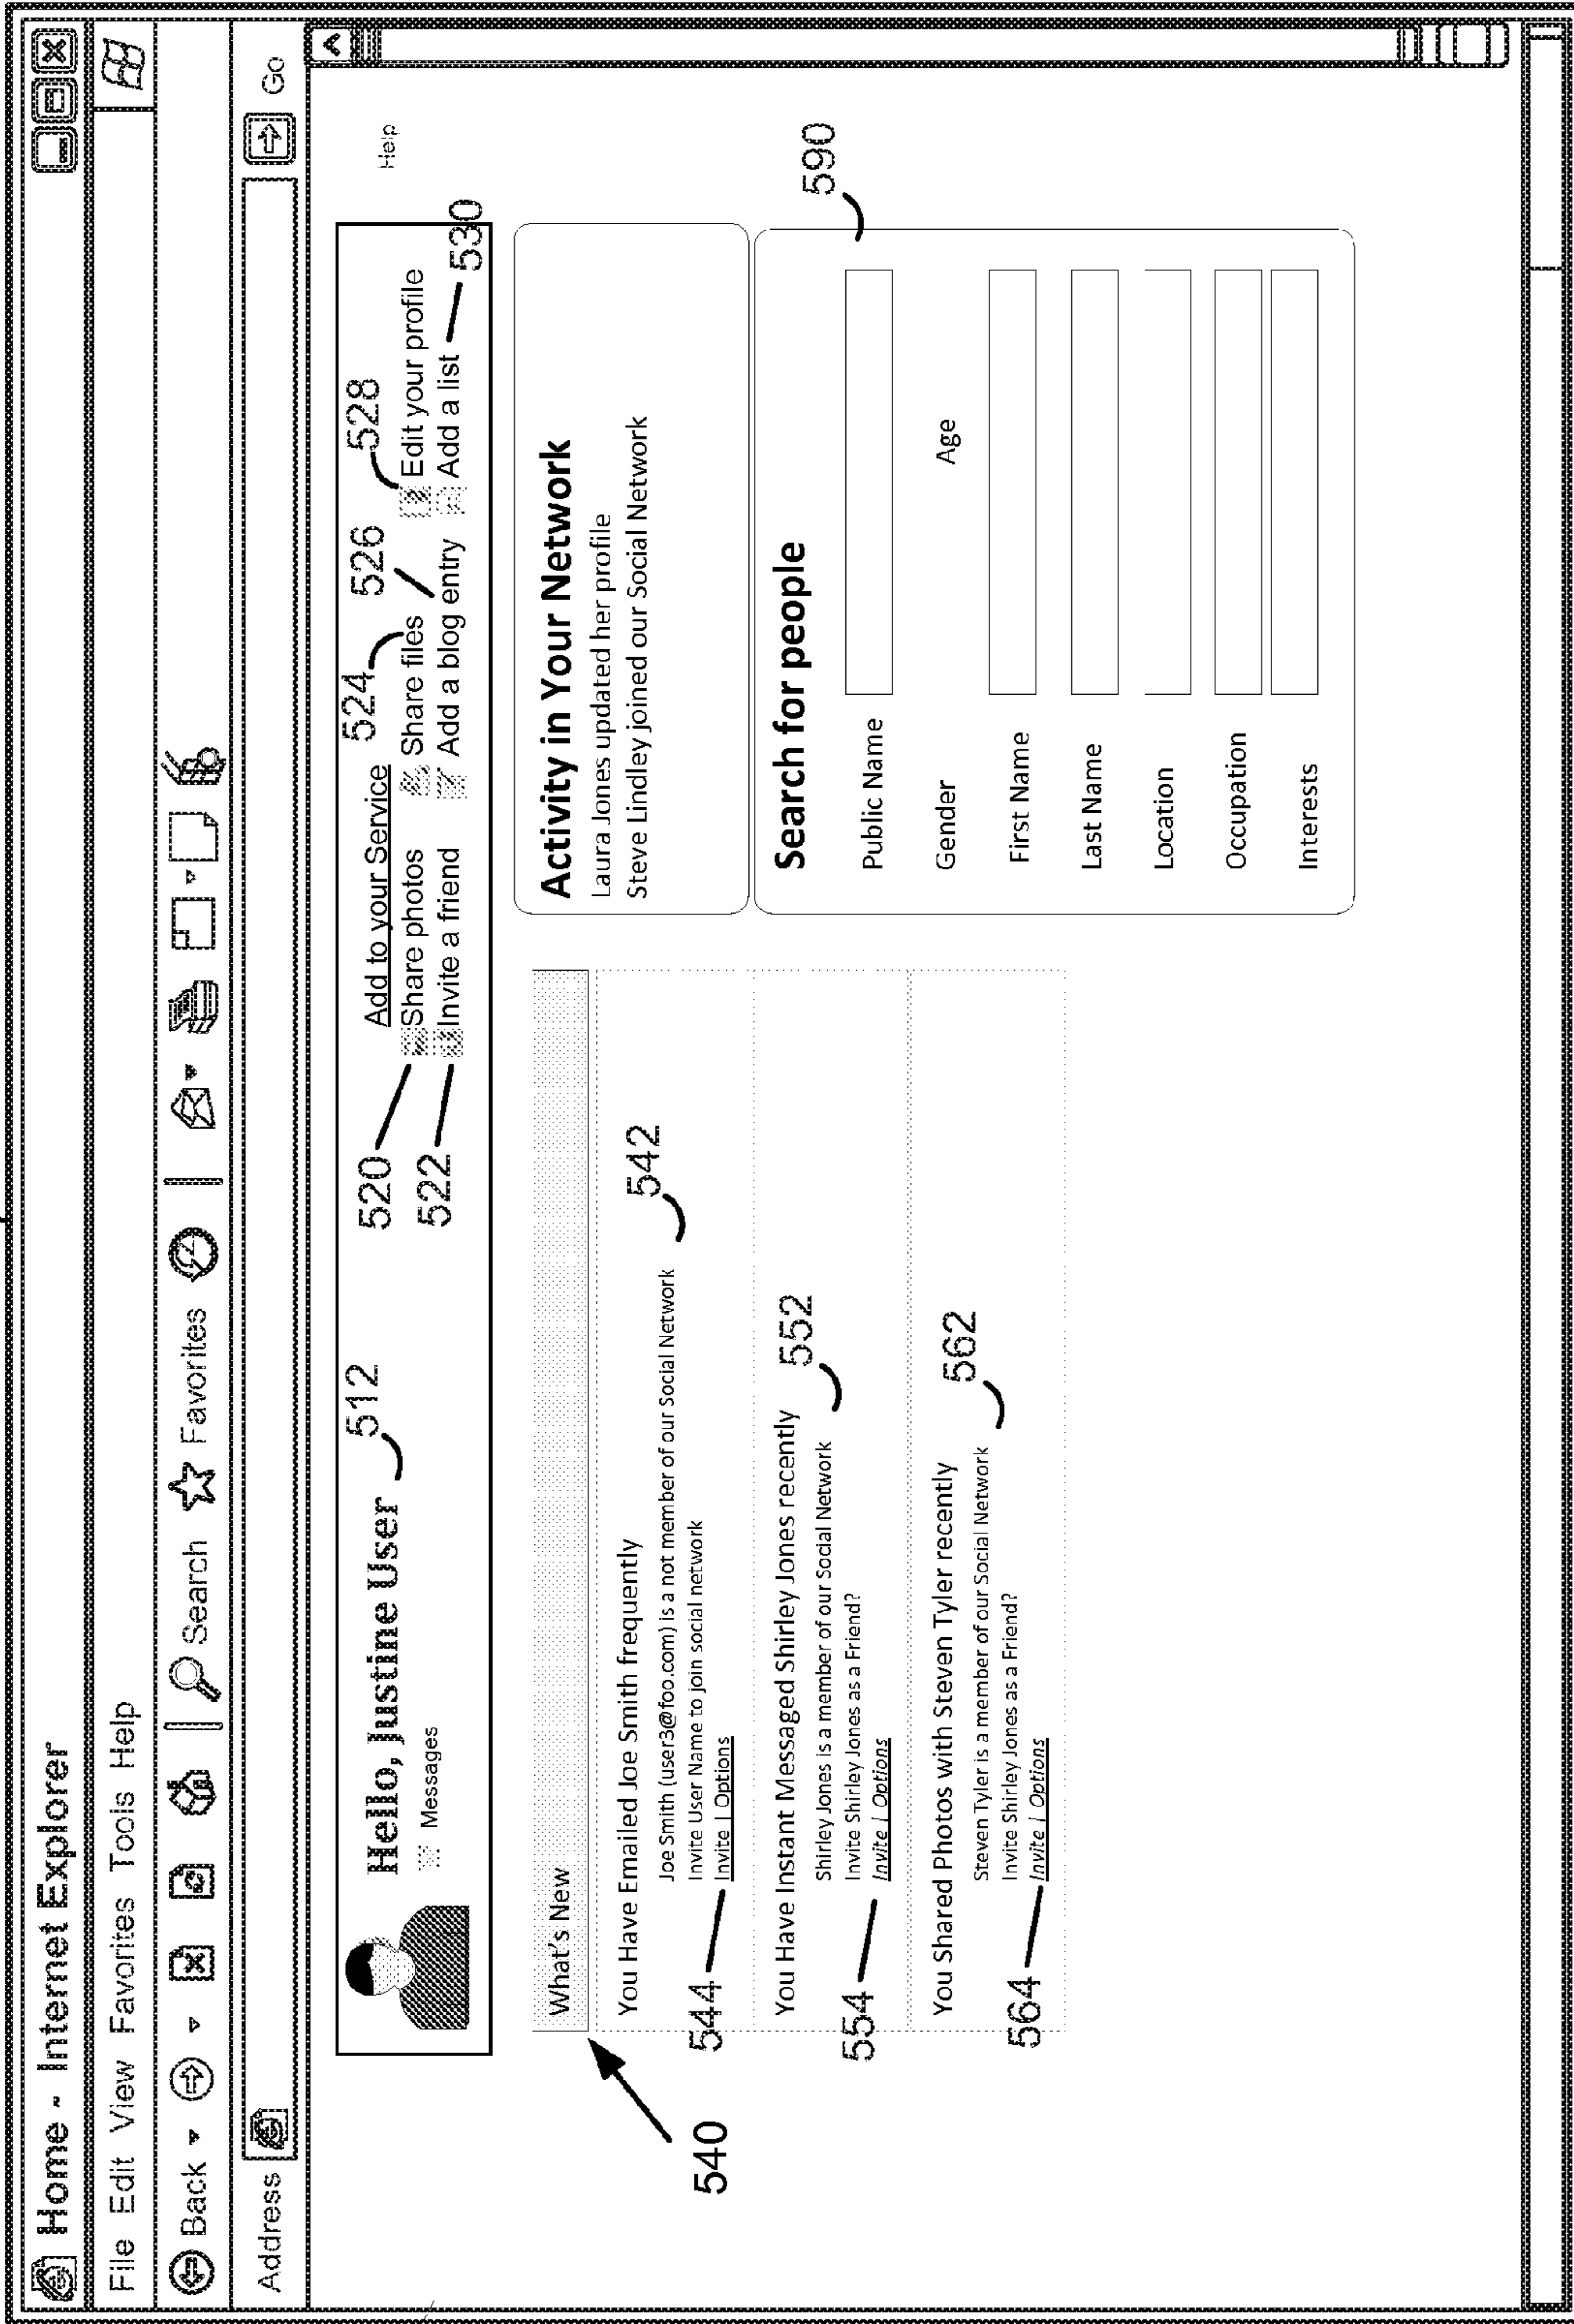 Home - Internet Explorer
File Edit View Favorites Tools Help
Back Search Favorites
Address Go
Help
Hello, Justine User 512
Messages
Add to your Service
520 Share photos
522 Invite a friend
524 Share files
526 Add a blog entry
528 Edit your profile
Add a list 530
540
What's New
You Have Emailed Joe Smith frequently
542
Joe Smith (user3@foo.com) is a not member of our Social Network
Invite User Name to join social network
544 Invite | Options
You Have Instant Messaged Shirley Jones recently
552
Shirley Jones is a member of our Social Network
Invite Shirley Jones as a Friend?
554 Invite | Options
You Shared Photos with Steven Tyler recently
562
Steven Tyler is a member of our Social Network
Invite Shirley Jones as a Friend?
564 Invite | Options
Activity in Your Network
Laura Jones updated her profile
Steve Lindley joined our Social Network
Search for people
590
Public Name
Gender Age
First Name
Last Name
Location
Occupation
Interests